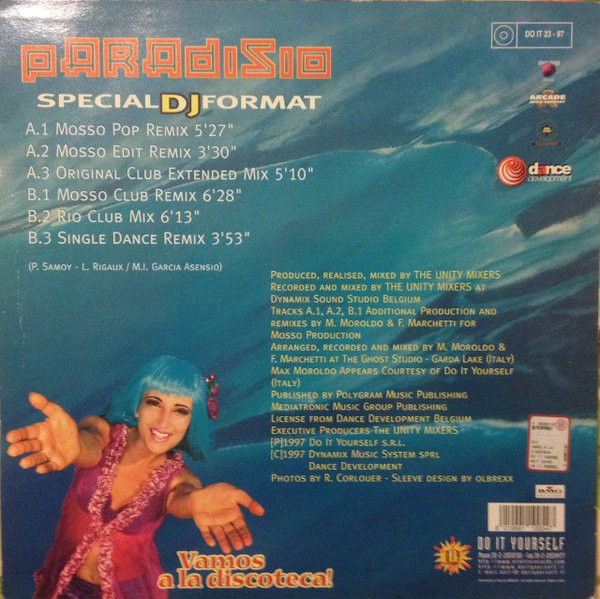 PARADISIO
SPECIAL DJ FORMAT
DO IT 23 - 97
ARCADE
dance
development
A.1 Mosso Pop Remix 5'27"
A.2 Mosso Edit Remix 3'30"
A.3 Original Club Extended Mix 5'10"
B.1 Mosso Club Remix 6'28"
B.2 Rio Club Mix 6'13"
B.3 Single Dance Remix 3'53"
(P. Samoy - L. Rigaux / M.I. Garcia Asensio)
Produced, realised, mixed by THE UNITY MIXERS
Recorded and mixed by THE UNITY MIXERS at
Dynamix Sound Studio Belgium
Tracks A.1, A.2, B.1 Additional Production and
remixes by M. Moroldo & F. Marchetti for
Mosso Production
Arranged, recorded and mixed by M. Moroldo &
F. Marchetti at The Ghost Studio - Garda Lake (Italy)
Max Moroldo Appears Courtesy of Do It Yourself
(Italy)
Published by Polygram Music Publishing
Mediatronic Music Group Publishing
License from Dance Development Belgium
Executive Producers The UNITY MIXERS
[P]1997 Do It Yourself s.r.l.
[C]1997 Dynamix Music System sprl
Dance Development
Photos by R. Corlouer - Sleeve design by olbrexx
BMG
Vamos
a la discoteca!
DO IT YOURSELF